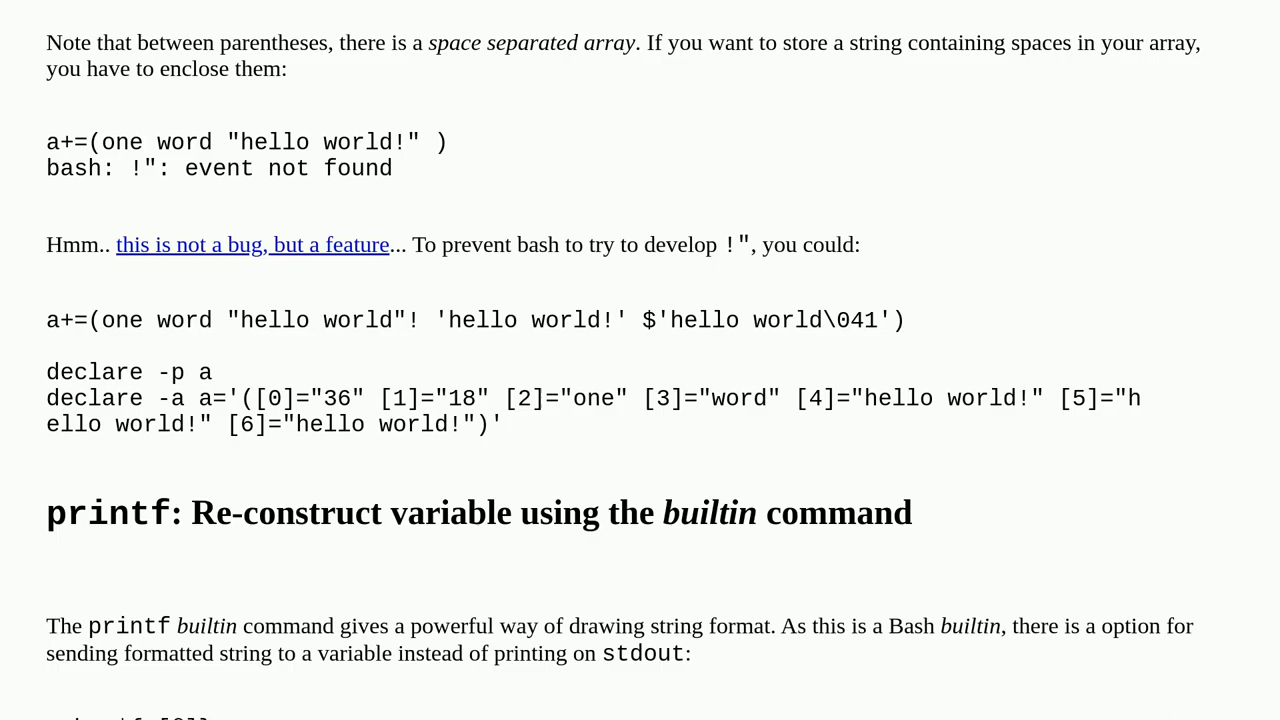 Note that between parentheses, there is a space separated array. If you want to store a string containing spaces in your array,
you have to enclose them:
a+=(one word "hello world!" )
bash: !": event not found
Hmm.. this is not a bug, but a feature... To prevent bash to try to develop !", you could:
a+=(one word "hello world"! 'hello world!' $'hello world\041')
declare -p a
declare -a a='([0]="36" [1]="18" [2]="one" [3]="word" [4]="hello world!" [5]="h
ello world!" [6]="hello world!")'
printf: Re-construct variable using the builtin command
The printf builtin command gives a powerful way of drawing string format. As this is a Bash builtin, there is a option for
sending formatted string to a variable instead of printing on stdout: